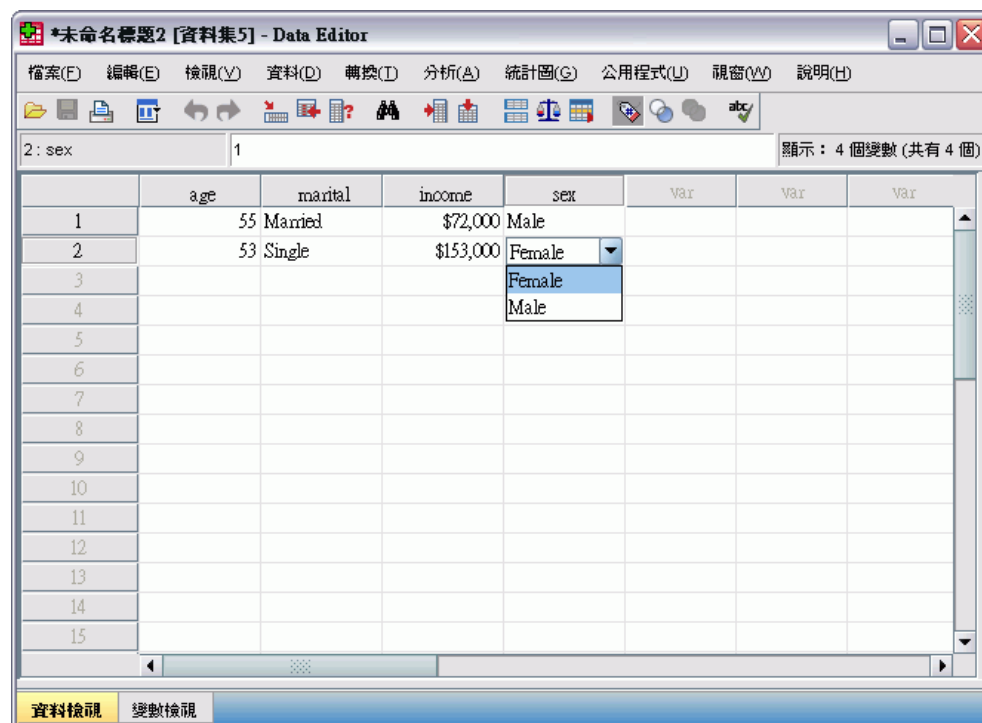 *未命名標題2 [資料集5] - Data Editor
檔案(F) 編輯(E) 檢視(V) 資料(D) 轉換(T) 分析(A) 統計圖(G) 公用程式(U) 視窗(W) 說明(H)
abc
2 : sex 1 顯示： 4 個變數 (共有 4 個)
age marital income sex var var var
1 55 Married $72,000 Male
2 53 Single $153,000 Female
3 Female
4 Male
5
6
7
8
9
10
11
12
13
14
15
資料檢視 變數檢視